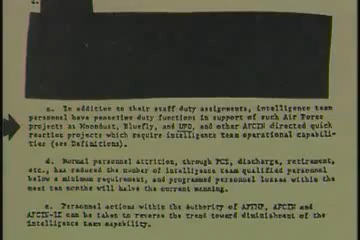 c. In addition to their staff duty assignments, intelligence team
personnel have peacetime duty functions in support of such Air Force
projects as Moondust, Bluefly, and UFO, and other AFCIN directed quick
reaction projects which require intelligence team operational capabili-
ties (see Definitions).
d. Normal personnel attrition, through PCS, discharge, retirement,
etc., has reduced the number of intelligence team qualified personnel
below a minimum requirement, and programmed personnel losses within the
next ten months will halve the current manning.
e. Personnel actions within the authority of AFPMP, AFCIN and
AFCIN-1E can be taken to reverse the trend toward diminishment of the
intelligence team capability.